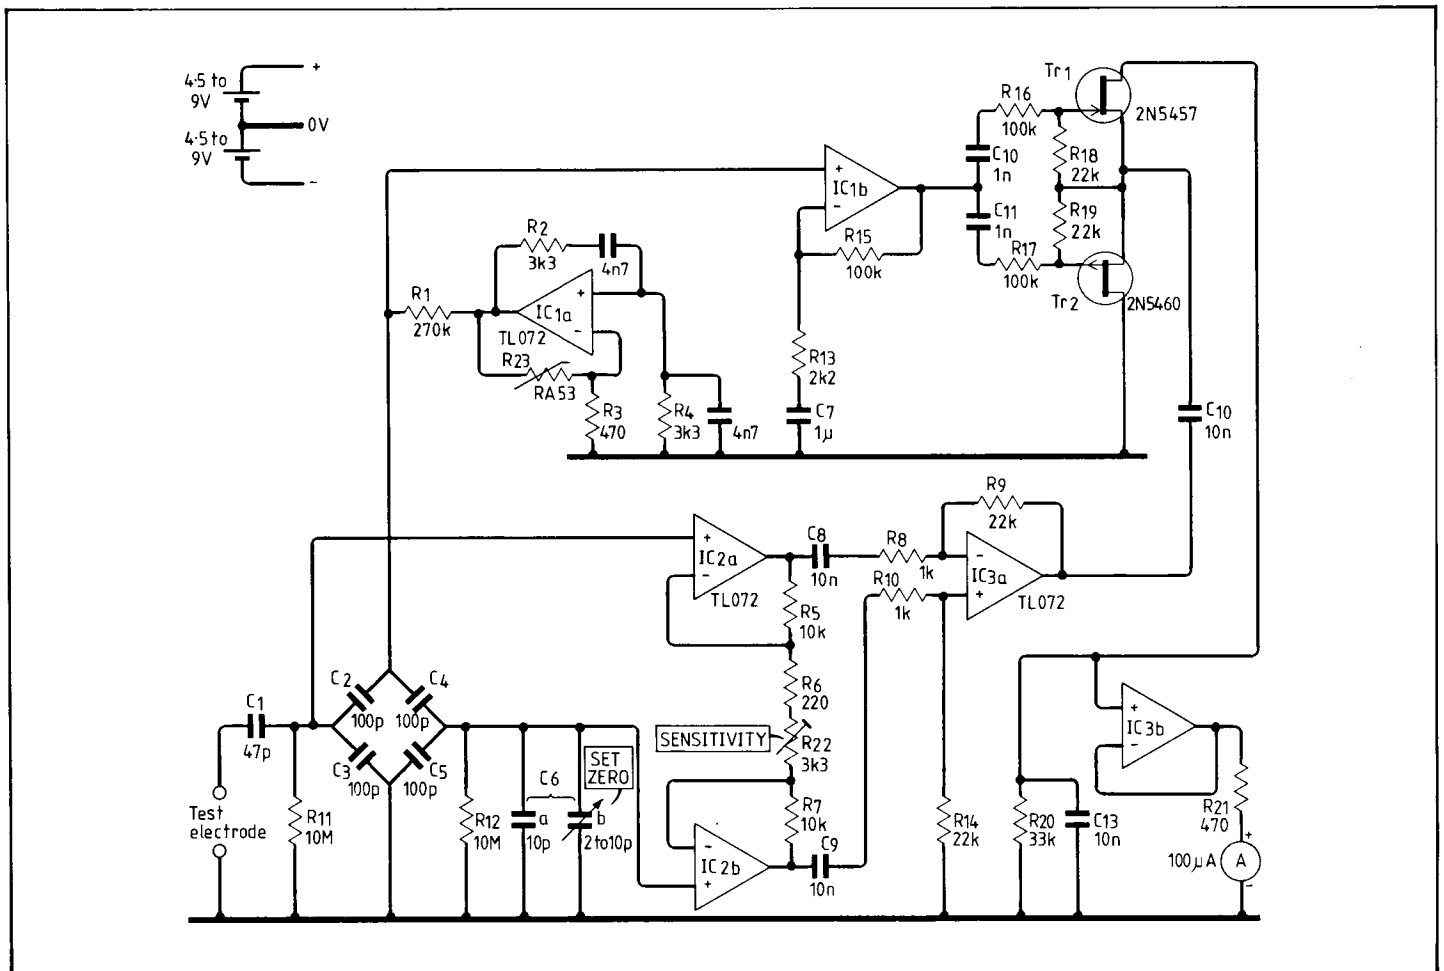 4·5 to
9V
+
0V
4·5 to
9V
−
Tr1
2N5457
R16
100k
C10
1n
R18
22k
+
IC1b
−
C11
1n
R19
22k
R15
100k
R17
100k
Tr2
2N5460
R2
3k3
4n7
R1
270k
+
IC1a
−
TL072
R23
RA53
R3
470
R4
3k3
4n7
R13
2k2
C7
1µ
C10
10n
R9
22k
+
IC2a
−
TL072
C8
10n
R8
1k
−
IC3a
+
TL072
R10
1k
R5
10k
R6
220
SENSITIVITY
R22
3k3
C1
47p
C2
100p
C4
100p
C3
100p
C5
100p
SET
ZERO
C6
a
10p
b
2 to 10p
Test
electrode
R11
10M
R12
10M
R7
10k
C9
10n
−
IC2b
+
R14
22k
R20
33k
C13
10n
+
IC3b
−
R21
470
100µA
+
A
−